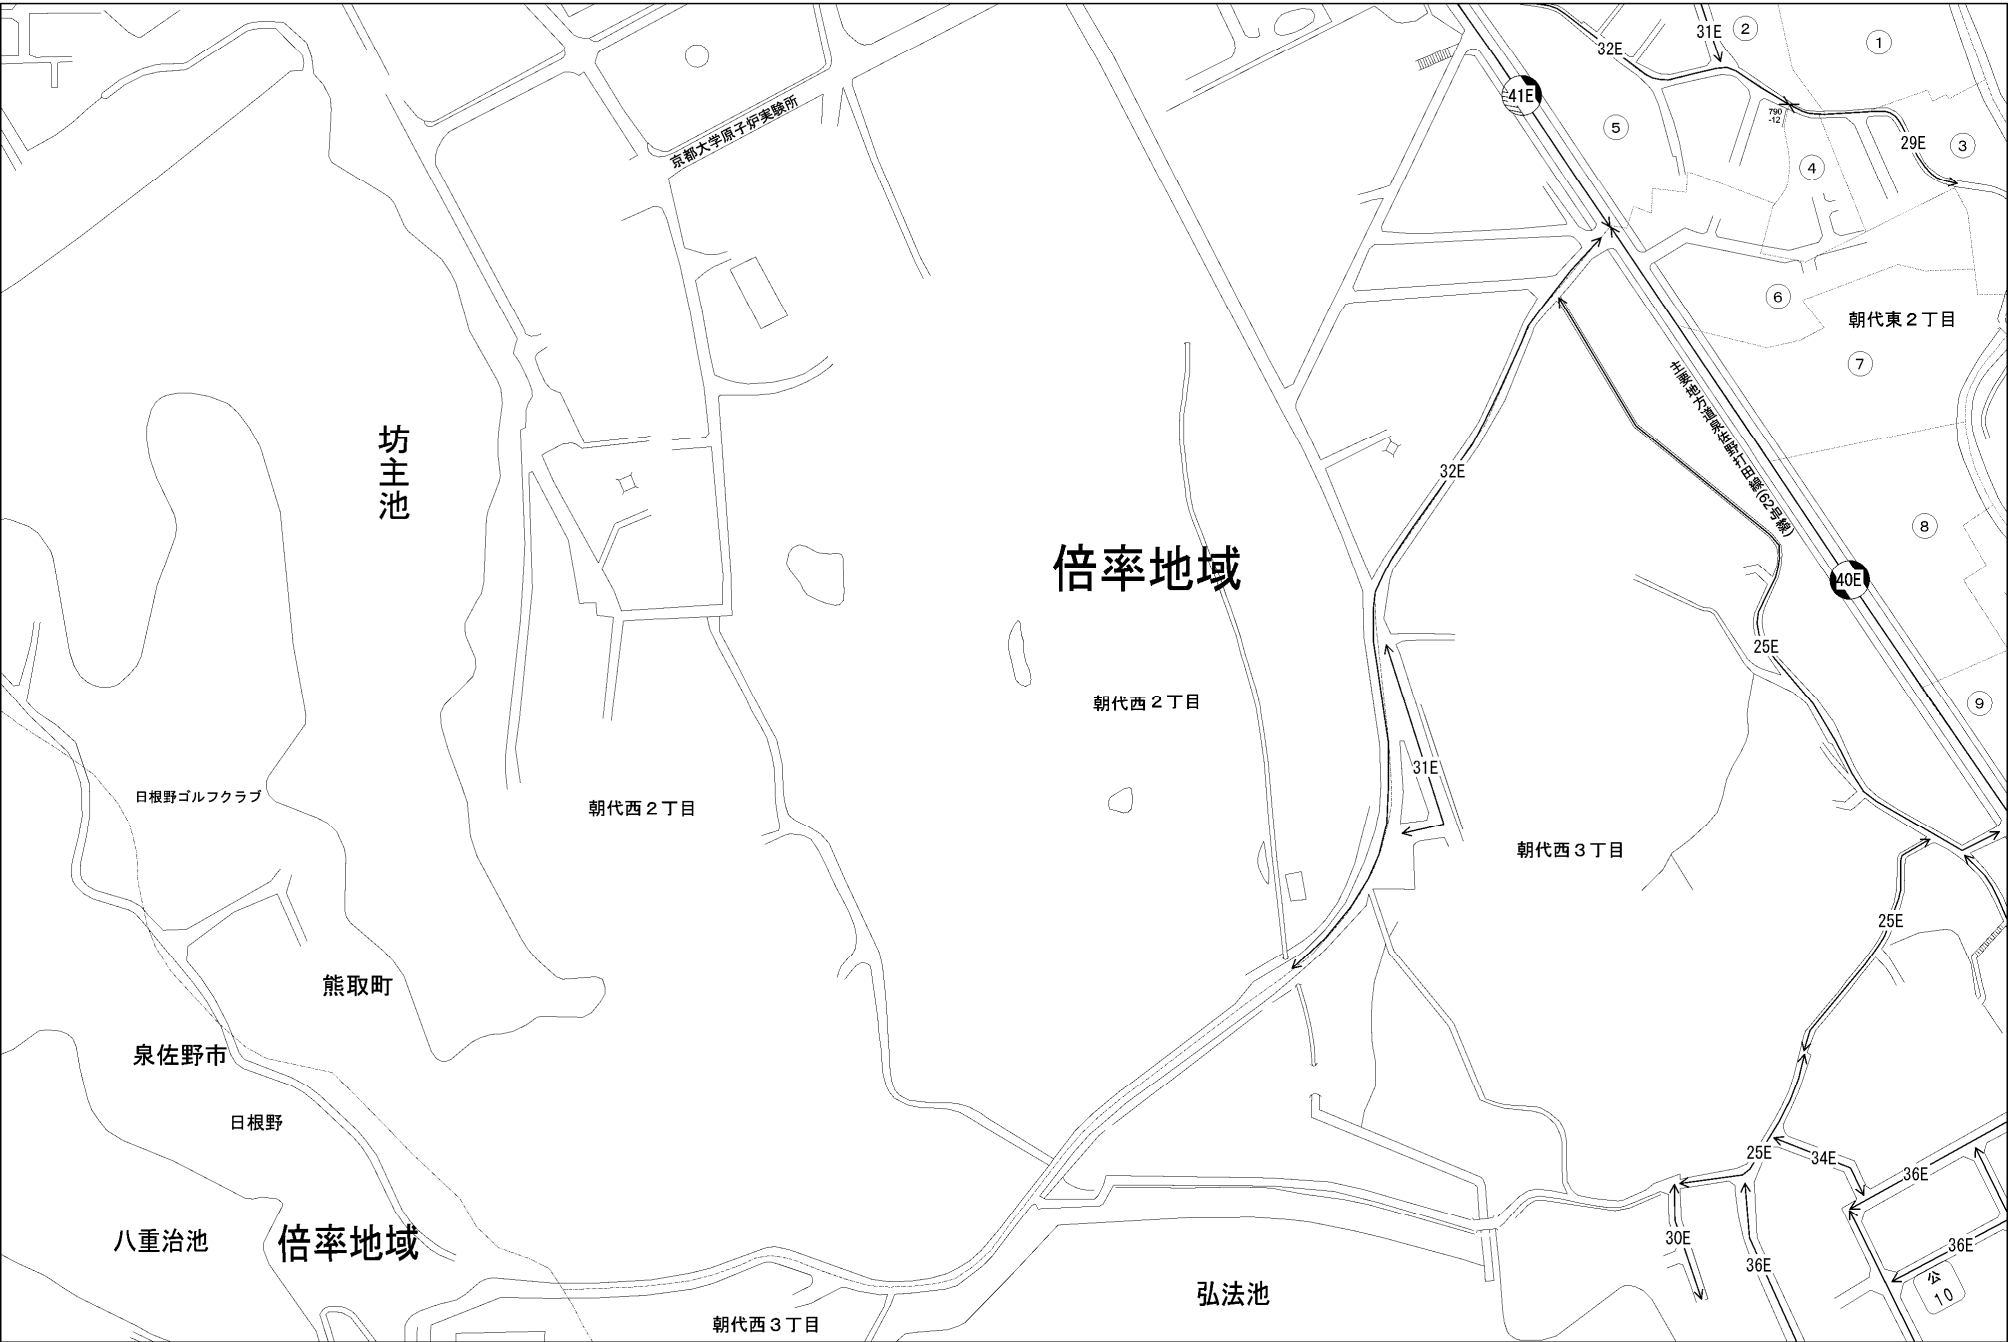 32E
31E
②
①
41E
790
-12
⑤
④
29E
③
京都大学原子炉実験所
⑥
朝代東２丁目
⑦
主要地方道泉佐野打田線(62号線)
坊主池
32E
⑧
倍率地域
40E
25E
朝代西２丁目
⑨
31E
日根野ゴルフクラブ
朝代西２丁目
朝代西３丁目
25E
熊取町
泉佐野市
日根野
25E
34E
36E
八重治池
倍率地域
30E
36E
36E
公
10
弘法池
朝代西３丁目